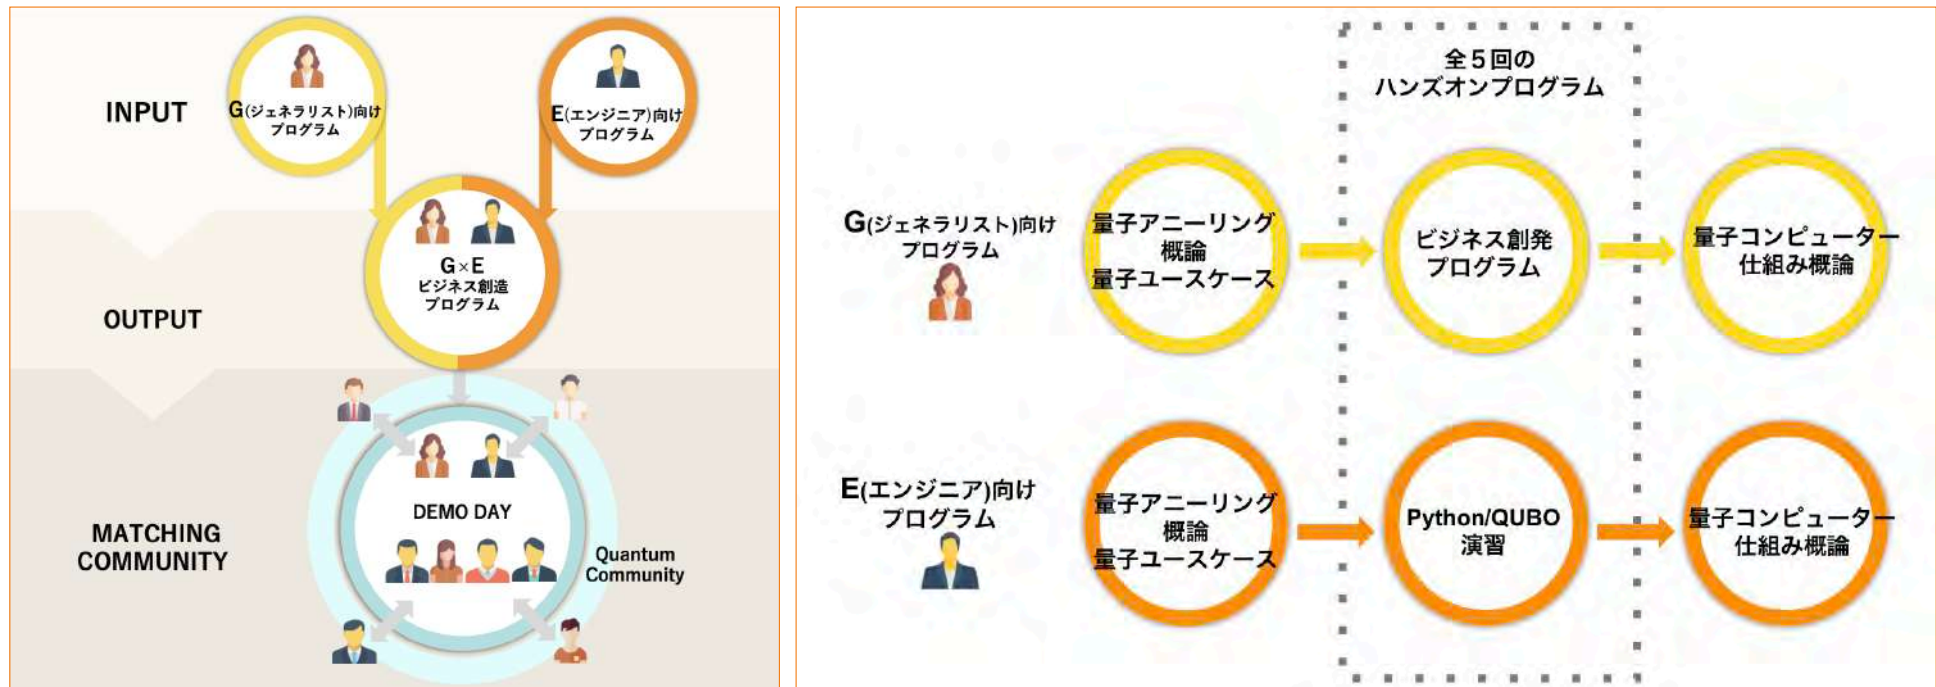 INPUT
G(ジェネラリスト)向け
プログラム
E(エンジニア)向け
プログラム
G×E
ビジネス創造
プログラム
OUTPUT
MATCHING
COMMUNITY
DEMO DAY
Quantum
Community
全５回の
ハンズオンプログラム
G(ジェネラリスト)向け
プログラム
量子アニーリング
概論
量子ユースケース
ビジネス創発
プログラム
量子コンピューター
仕組み概論
E(エンジニア)向け
プログラム
量子アニーリング
概論
量子ユースケース
Python/QUBO
演習
量子コンピューター
仕組み概論